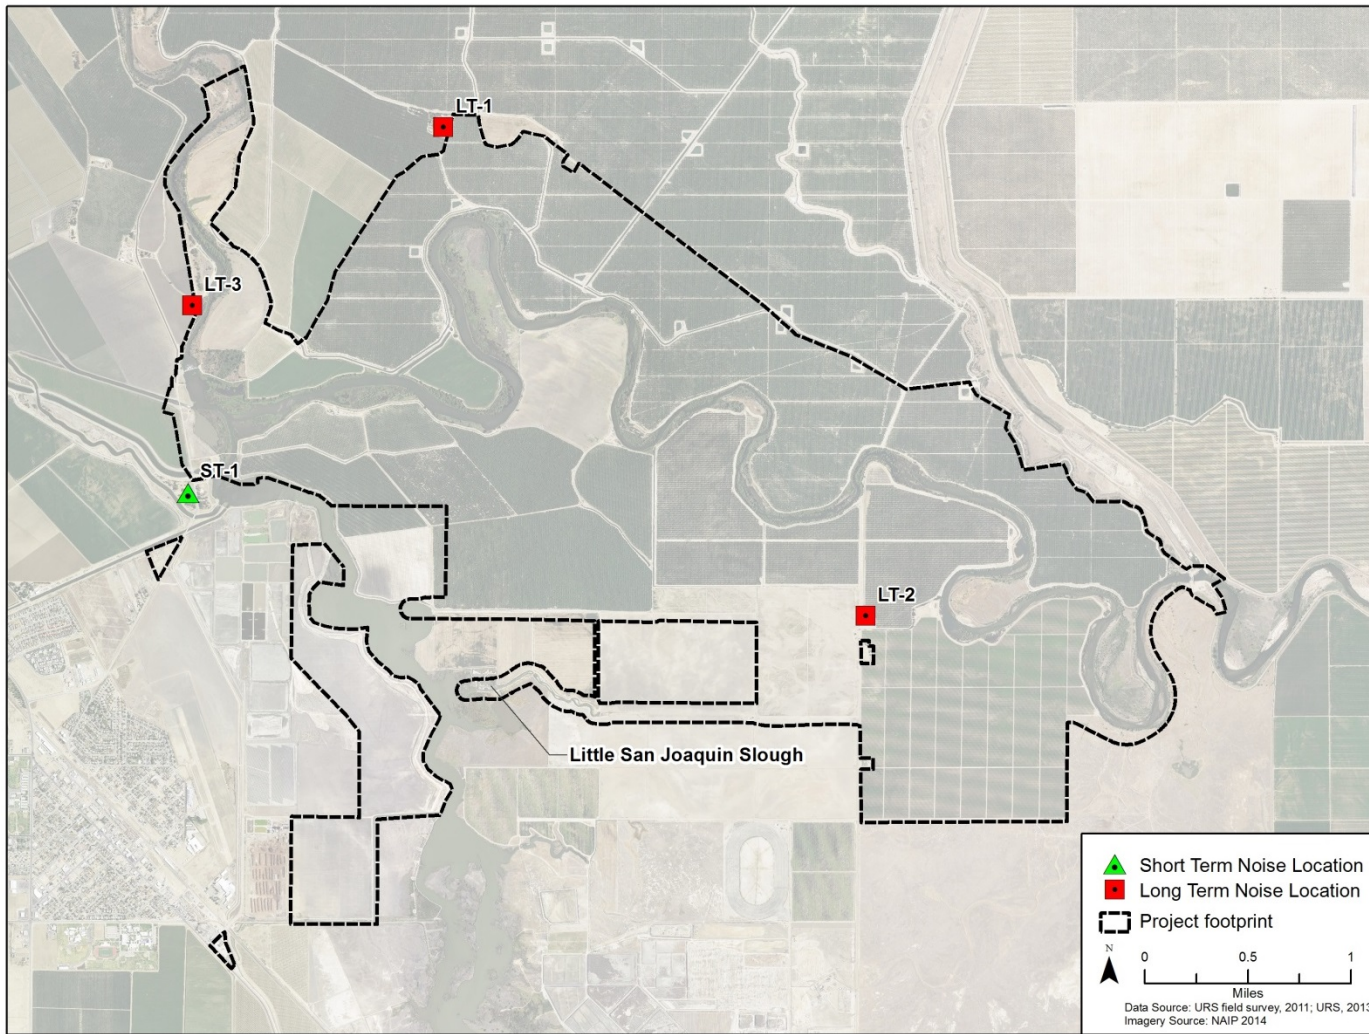 LT-1
LT-3
ST-1
LT-2
Little San Joaquin Slough
Short Term Noise Location
Long Term Noise Location
Project footprint
N
0 0.5 1
Miles
Data Source: URS field survey, 2011; URS, 2013
Imagery Source: NAIP 2014